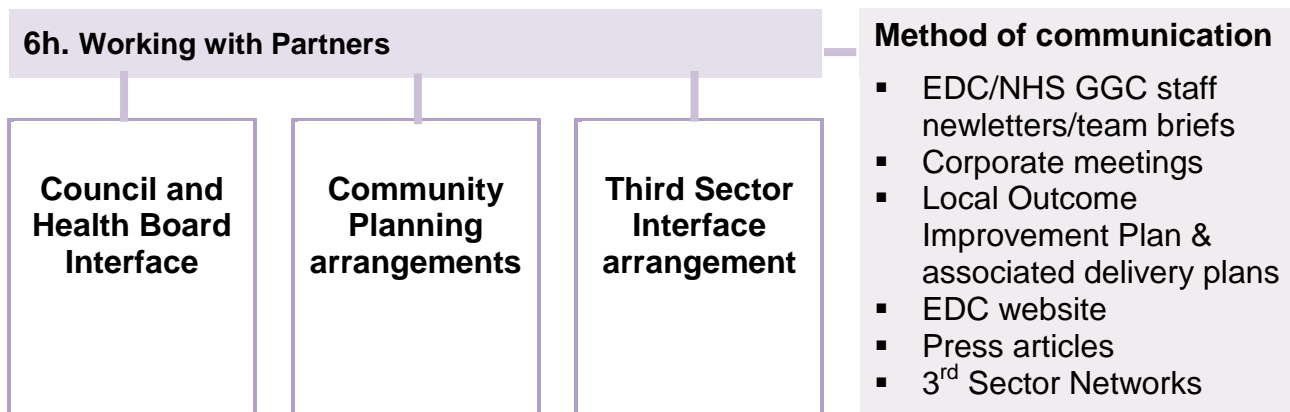 6h. Working with Partners
Council and
Health Board
Interface
Community
Planning
arrangements
Third Sector
Interface
arrangement
Method of communication
▪ EDC/NHS GGC staff
newletters/team briefs
▪ Corporate meetings
▪ Local Outcome
Improvement Plan &
associated delivery plans
▪ EDC website
▪ Press articles
▪ 3rd Sector Networks